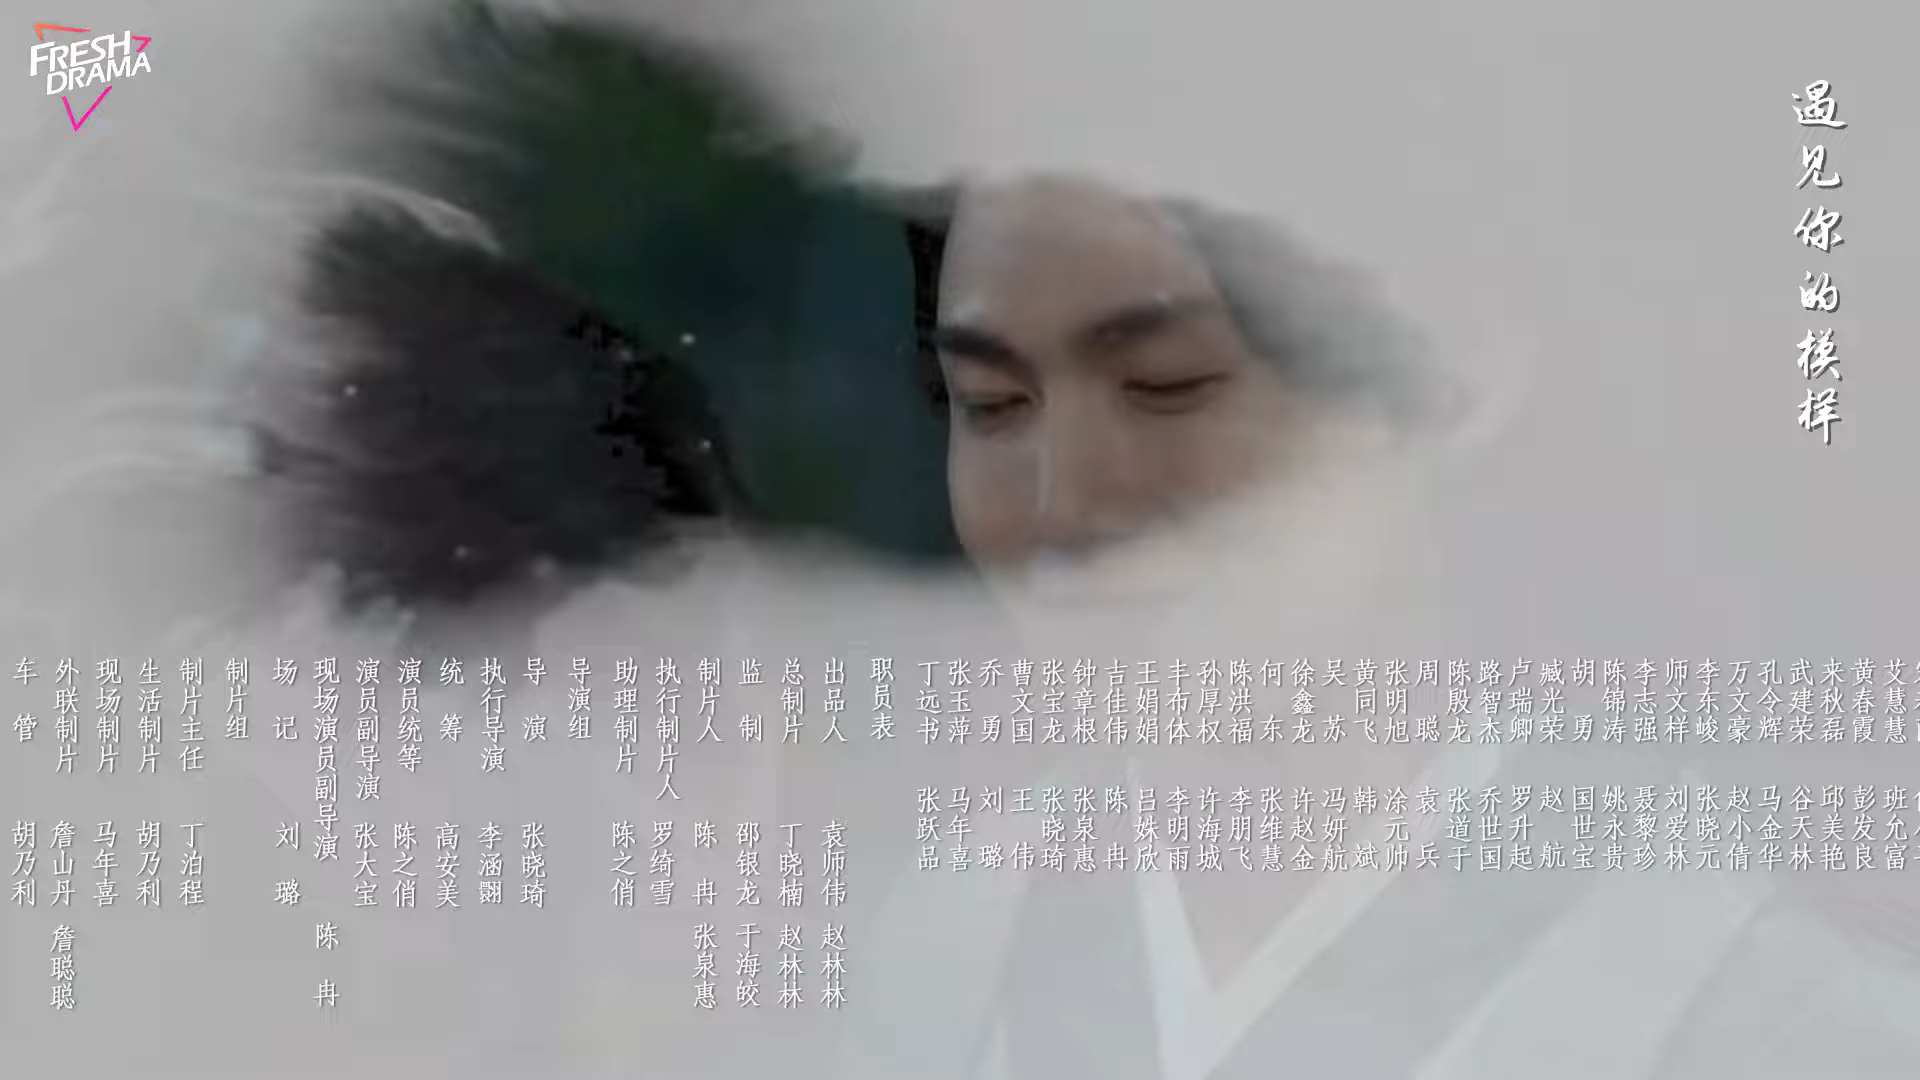 FRESH
DRAMA
遇见你的模样
艾慧慧 班允富
黄春霞 彭发良
来秋磊 邱美艳
武建荣 谷天林
孔令辉 马金华
万文豪 赵小倩
李东峻 张晓元
师文样 刘爱林
李志强 聂黎珍
陈锦涛 姚永贵
胡勇 国世宝
臧光荣 赵航
卢瑞卿 罗升起
路智杰 乔世国
陈殷龙 张道于
周聪 袁兵
张明旭 涂元帅
黄同飞 韩斌
吴苏 冯妍航
徐鑫龙 许赵金
何东 张维慧
陈洪福 李朋飞
孙厚权 许海城
丰布体 李明雨
王娟娟 吕姝欣
吉佳伟 陈冉
钟章根 张泉惠
张宝龙 张晓琦
曹文国 王伟
乔勇 刘璐
张玉萍 马年喜
丁远书 张跃品
职员表
出品人 袁师伟 赵林林
总制片 丁晓楠 赵林林
监制 邵银龙 于海皎
制片人 陈冉 张泉惠
执行制片人 罗绮雪
助理制片 陈之俏
导演组
导演 张晓琦
执行导演 李涵翾
统筹 高安美
演员统等 陈之俏
演员副导演 张大宝
现场演员副导演 陈冉
场记 刘璐
制片组
制片主任 丁泊程
生活制片 胡乃利
现场制片 马年喜
外联制片 詹山丹 詹聪聪
车管 胡乃利